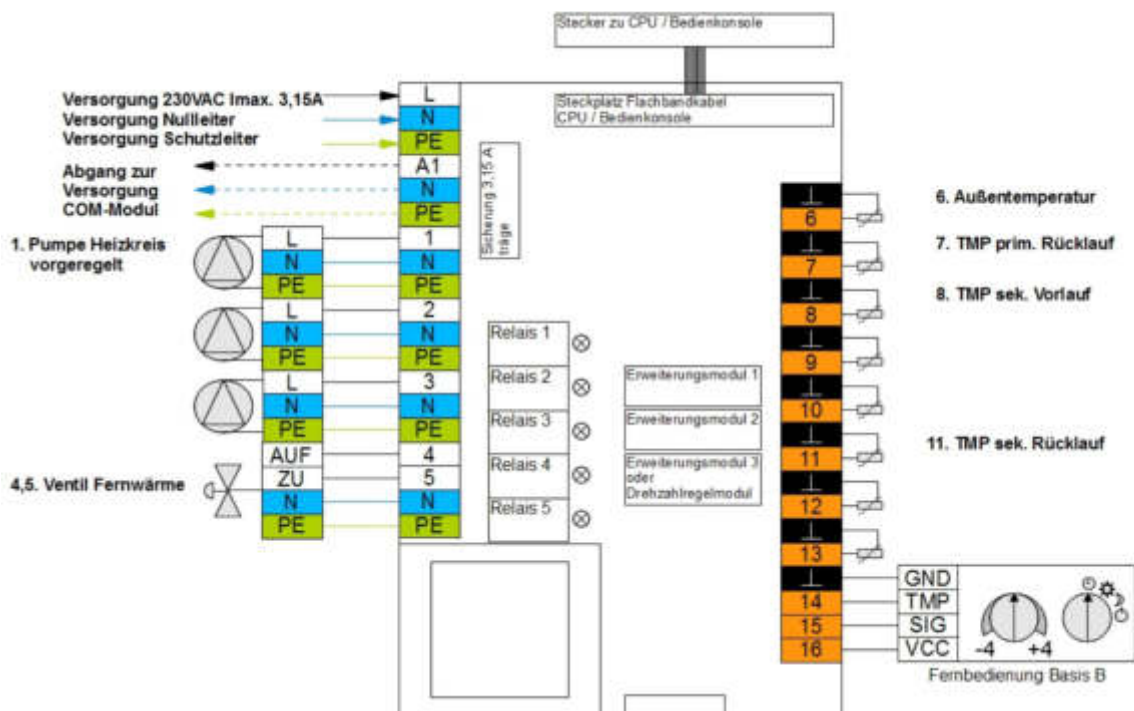 Stecker zu CPU / Bedienkonsole
Steckplatz Flachbandkabel
CPU / Bedienkonsole
Versorgung 230VAC Imax. 3,15A
Versorgung Nullleiter
Versorgung Schutzleiter
Abgang zur
Versorgung
COM-Modul
1. Pumpe Heizkreis
vorgeregelt
4,5. Ventil Fernwärme
L
N
PE
L
N
PE
L
N
PE
AUF
ZU
N
PE
L
N
PE
A1
N
PE
1
N
PE
2
N
PE
3
N
PE
4
5
N
PE
Sicherung 3,15 A
träge
Relais 1
Relais 2
Relais 3
Relais 4
Relais 5
Erweiterungsmodul 1
Erweiterungsmodul 2
Erweiterungsmodul 3
oder
Drehzahlregelmodul
6
7
8
9
10
11
12
13
14
15
16
6. Außentemperatur
7. TMP prim. Rücklauf
8. TMP sek. Vorlauf
11. TMP sek. Rücklauf
GND
TMP
SIG
VCC
-4 +4
Fernbedienung Basis B